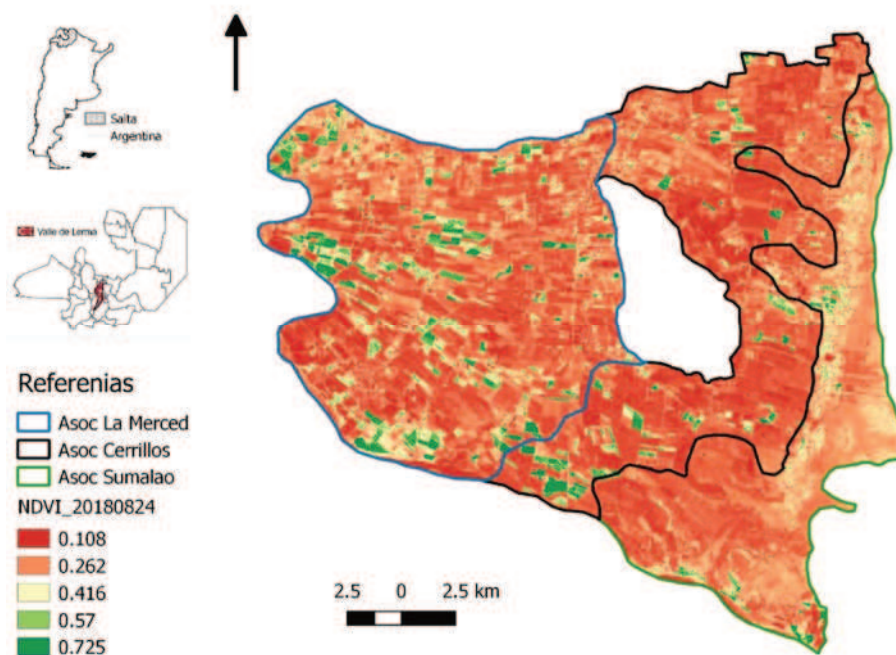 Salta
Argentina
Valle de Lerma
Referenias
Asoc La Merced
Asoc Cerrillos
Asoc Sumalao
NDVI_20180824
0.108
0.262
0.416
0.57
0.725
2.5 0 2.5 km